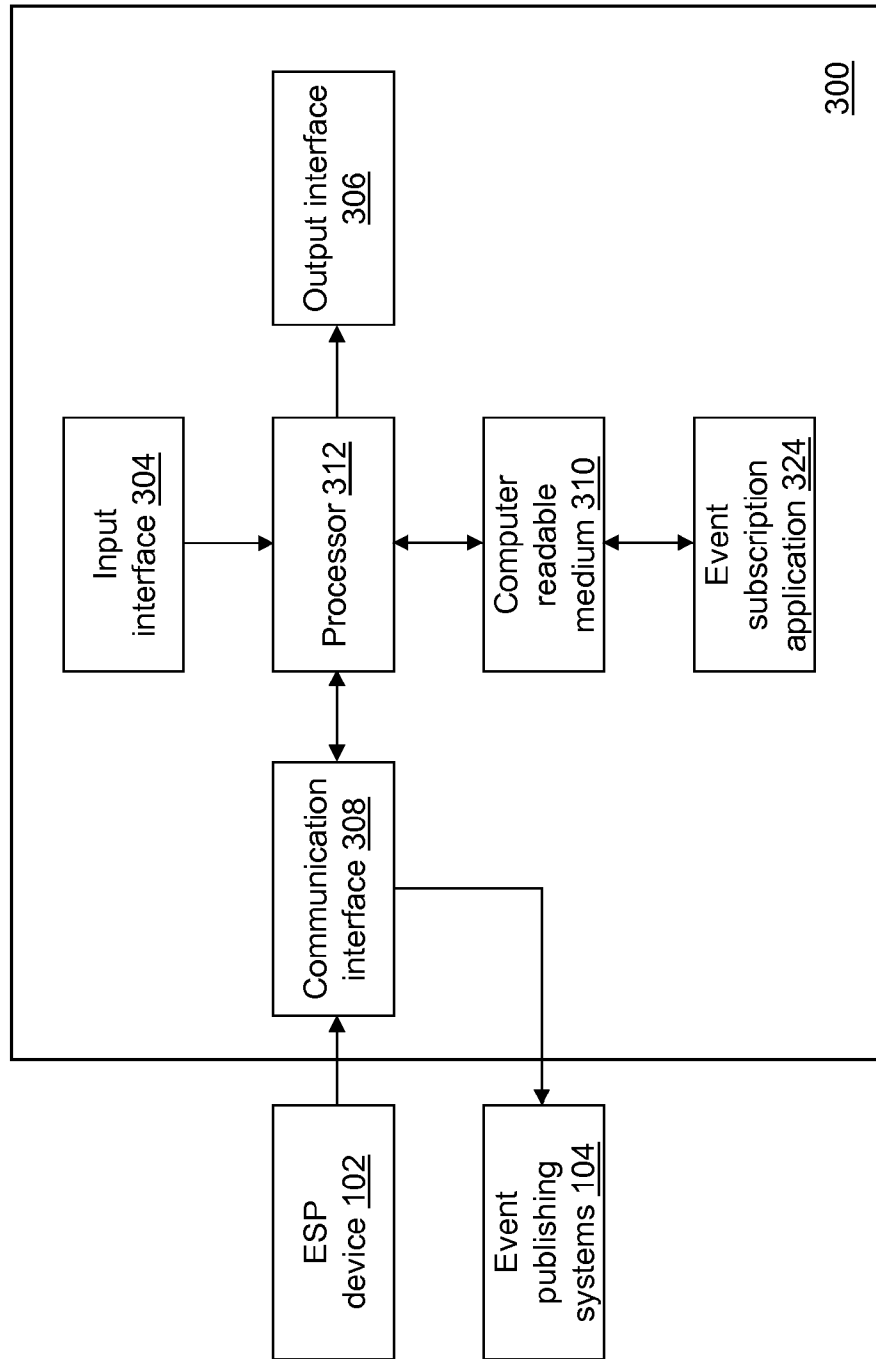 300
Input
interface 304
Output interface
306
Processor 312
Communication
interface 308
Computer
readable
medium 310
Event
subscription
application 324
ESP
device 102
Event
publishing
systems 104